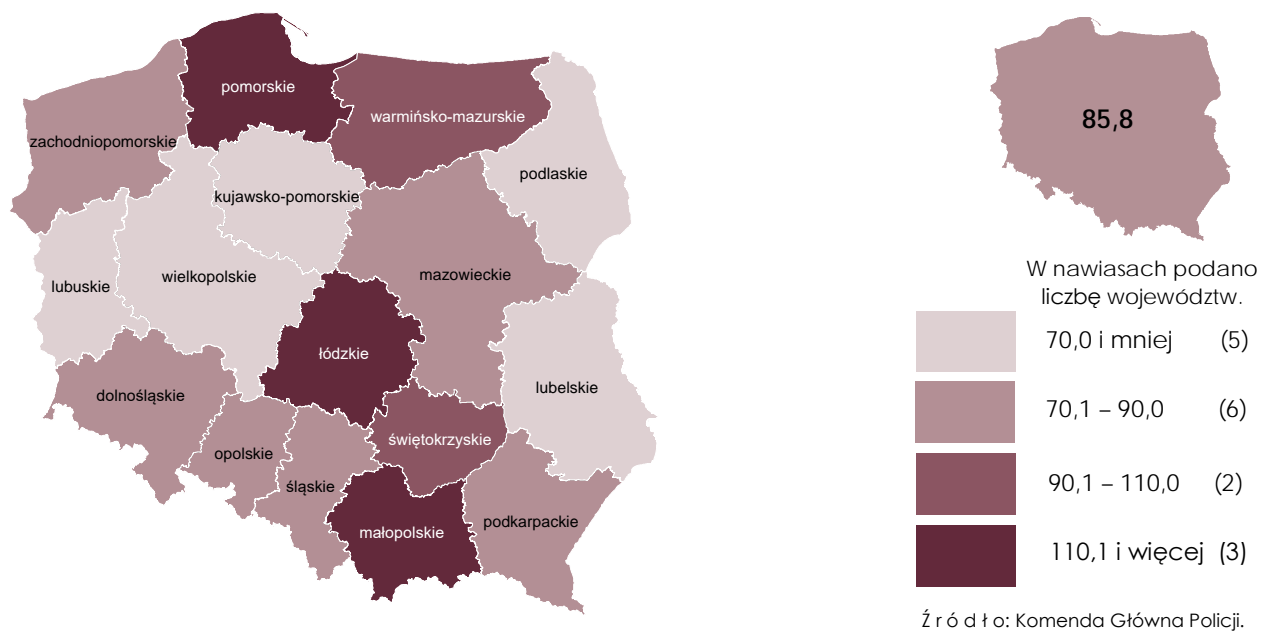 pomorskie
warmińsko-mazurskie
zachodniopomorskie
podlaskie
kujawsko-pomorskie
mazowieckie
wielkopolskie
lubuskie
łódzkie
lubelskie
dolnośląskie
świętokrzyskie
opolskie
śląskie
podkarpackie
małopolskie
85,8
W nawiasach podano
liczbę województw.
70,0 i mniej (5)
70,1 – 90,0 (6)
90,1 – 110,0 (2)
110,1 i więcej (3)
Ź r ó d ł o: Komenda Główna Policji.